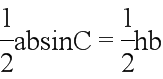 1/2 absinC = 1/2 hb